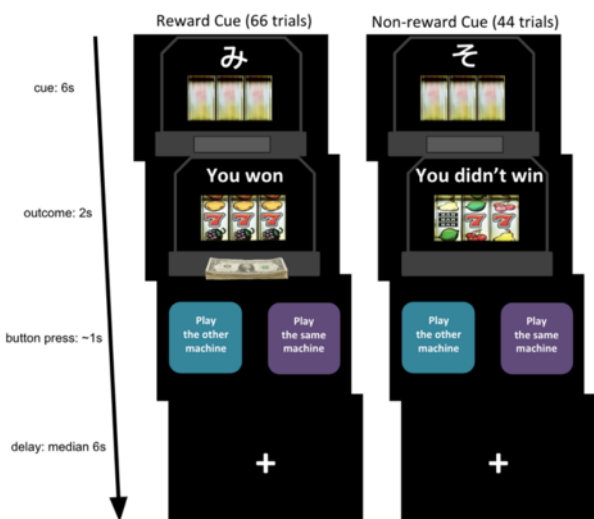 Reward Cue (66 trials)
Non-reward Cue (44 trials)
cue: 6s
み
そ
outcome: 2s
You won
You didn't win
button press: ~1s
Play
the other
machine
Play
the same
machine
Play
the other
machine
Play
the same
machine
delay: median 6s
+
+